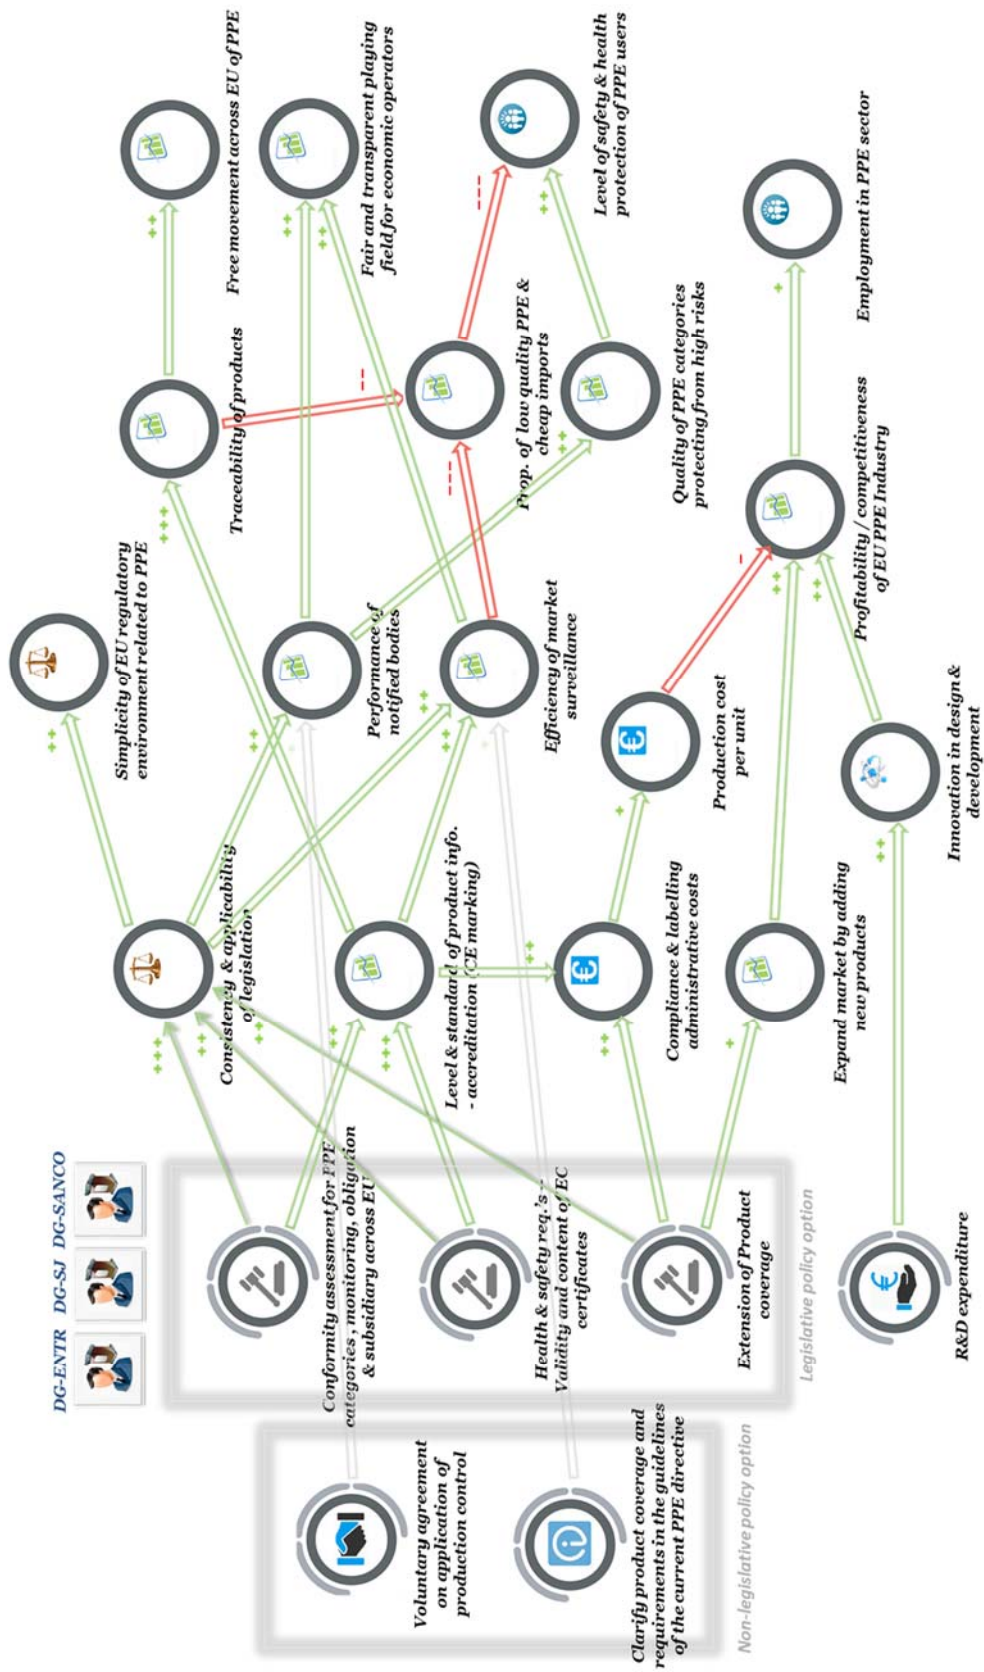 DG-ENTR DG-SJ DG-SANCO
Voluntary agreement
on application of
production control
Clarify product coverage and
requirements in the guidelines
of the current PPE directive
Non-legislative policy option
Conformity assessment for PPE
categories, monitoring, obligation
& subsidiary across EU
Health & safety req.'s -
Validity and content of EC
certificates
Extension of Product
coverage
Legislative policy option
R&D expenditure
Consistency & applicability
of legislation
Level & standard of product info.
- accreditation (CE marking)
Compliance & labelling
administrative costs
Expand market by adding
new products
Simplicity of EU regulatory
environment related to PPE
Performance of
notified bodies
Efficiency of market
surveillance
Production cost
per unit
Innovation in design &
development
Traceability of products
Prop. of low quality PPE &
cheap imports
Quality of PPE categories
protecting from high risks
Profitability / competitiveness
of EU PPE Industry
Free movement across EU of PPE
Fair and transparent playing
field for economic operators
Level of safety & health
protection of PPE users
Employment in PPE sector